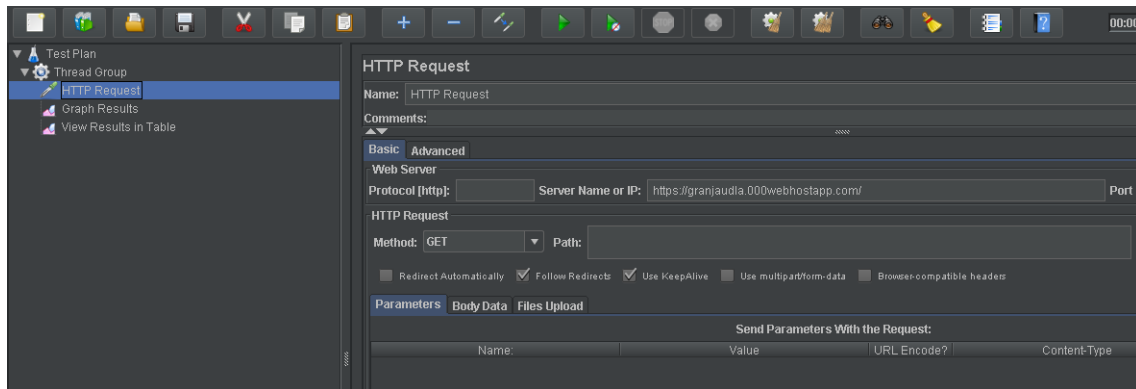 00:00
Test Plan
Thread Group
HTTP Request
Graph Results
View Results in Table
HTTP Request
Name: HTTP Request
Comments:
Basic Advanced
Web Server
Protocol [http]: Server Name or IP: https://granjaudla.000webhostapp.com/ Port
HTTP Request
Method: GET Path:
Redirect Automatically Follow Redirects Use KeepAlive Use multipart/form-data Browser-compatible headers
Parameters Body Data Files Upload
Send Parameters With the Request:
Name: Value URL Encode? Content-Type